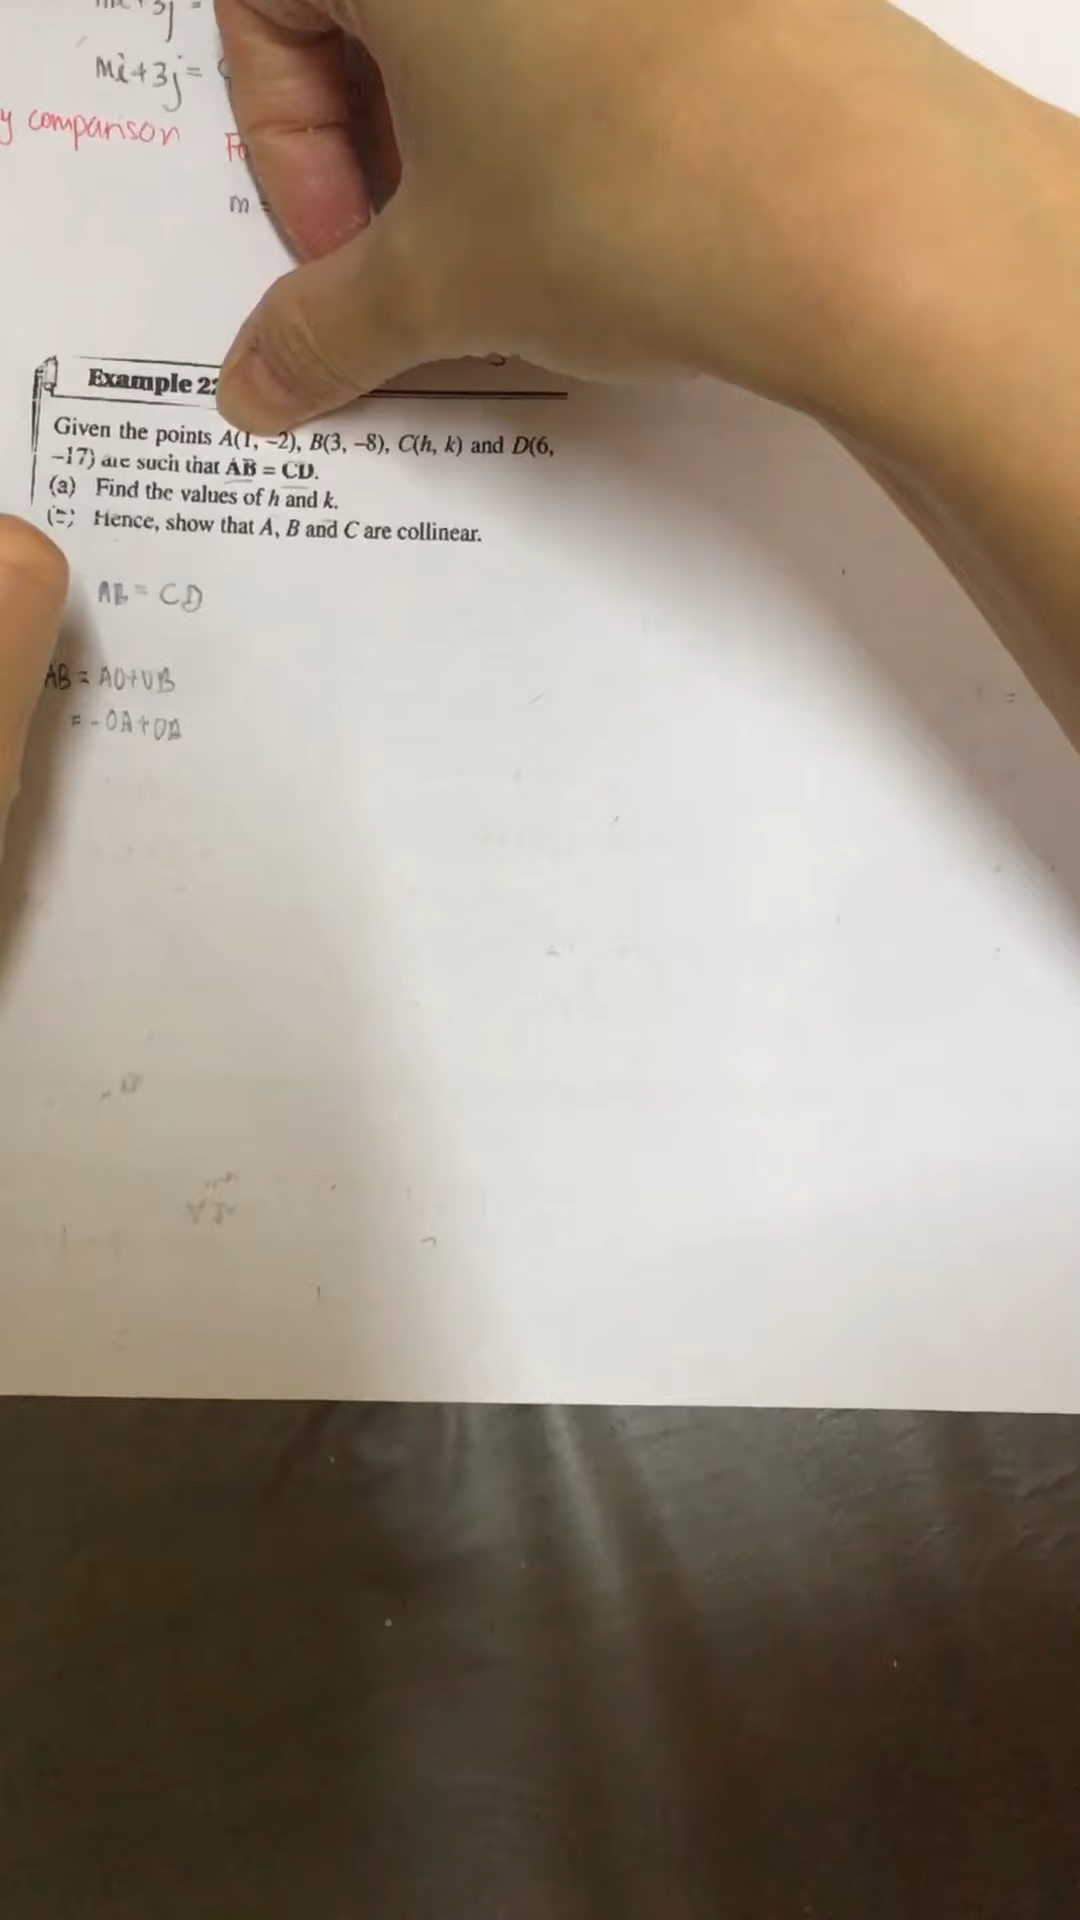 mi+3j=
y comparison
m =
Example 2
Given the points A(1, –2), B(3, –8), C(h, k) and D(6,
–17) are such that AB = CD.
(a) Find the values of h and k.
Hence, show that A, B and C are collinear.
AB = CD
AB = AO+OB
= -OA+OB